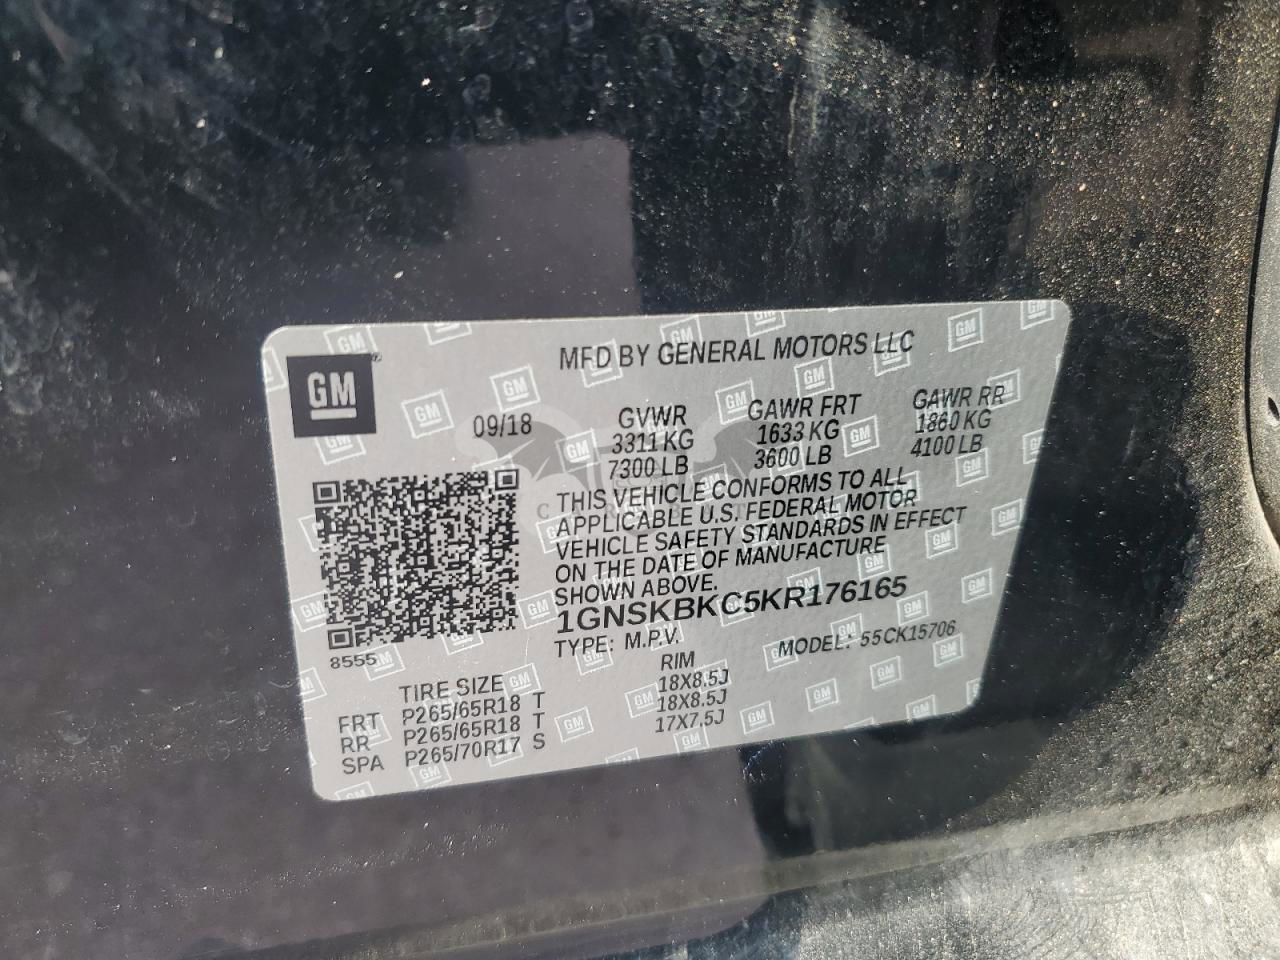 MFD BY GENERAL MOTORS LLC
GM
09/18
GVWR GAWR FRT GAWR RR
3311 KG 1633 KG 1860 KG
7300 LB 3600 LB 4100 LB
THIS VEHICLE CONFORMS TO ALL
APPLICABLE U.S. FEDERAL MOTOR
VEHICLE SAFETY STANDARDS IN EFFECT
ON THE DATE OF MANUFACTURE
SHOWN ABOVE.
1GNSKBKC5KR176165
TYPE: M.P.V. MODEL: 55CK15706
8555
TIRE SIZE RIM
FRT P265/65R18 T 18X8.5J
RR P265/65R18 T 18X8.5J
SPA P265/70R17 S 17X7.5J